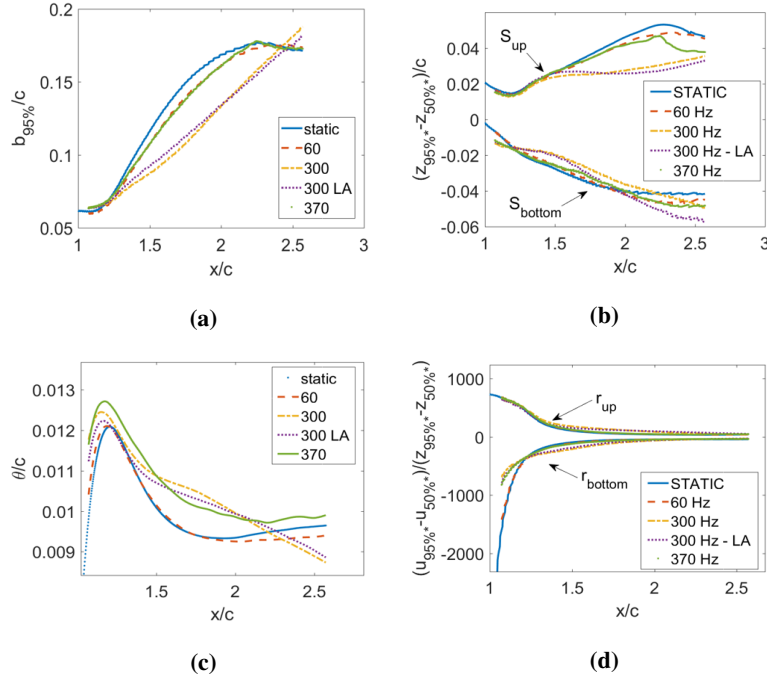 0.2
0.15
0.1
0.05
b95%/c
1
1.5
2
2.5
3
x/c
static
60
300
300 LA
370
(a)
0.04
0.02
0
-0.02
-0.04
-0.06
(z95%*-z50%*)/c
Sup
Sbottom
1
1.5
2
2.5
3
x/c
STATIC
60 Hz
300 Hz
300 Hz - LA
370 Hz
(b)
0.013
0.012
0.011
0.01
0.009
θ/c
1.5
2
2.5
x/c
static
60
300
300 LA
370
(c)
1000
0
-1000
-2000
(u95%*-u50%*)/(z95%*-z50%*)
rup
rbottom
1
1.5
2
2.5
x/c
STATIC
60 Hz
300 Hz
300 Hz - LA
370 Hz
(d)